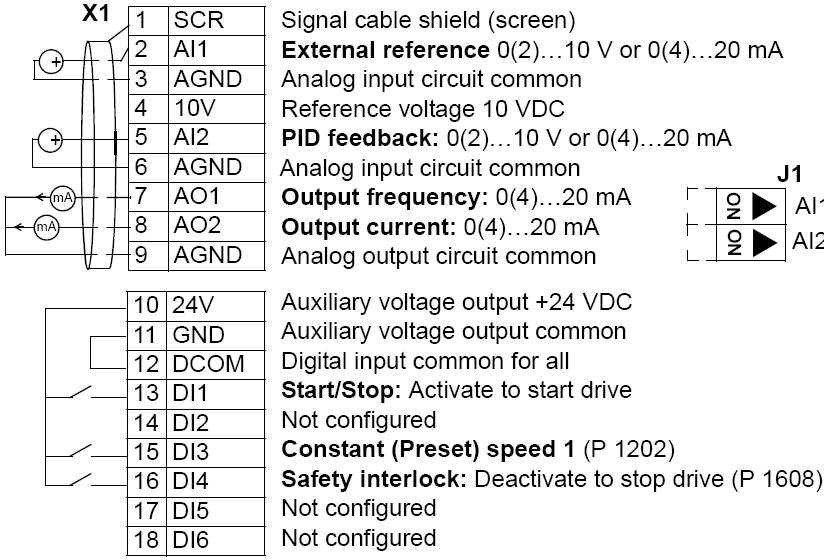 X1
1 SCR Signal cable shield (screen)
2 AI1 External reference 0(2)…10 V or 0(4)…20 mA
3 AGND Analog input circuit common
4 10V Reference voltage 10 VDC
5 AI2 PID feedback: 0(2)…10 V or 0(4)…20 mA
6 AGND Analog input circuit common
7 AO1 Output frequency: 0(4)…20 mA
mA
8 AO2 Output current: 0(4)…20 mA
mA
9 AGND Analog output circuit common
J1
ON AI1
ON AI2
10 24V Auxiliary voltage output +24 VDC
11 GND Auxiliary voltage output common
12 DCOM Digital input common for all
13 DI1 Start/Stop: Activate to start drive
14 DI2 Not configured
15 DI3 Constant (Preset) speed 1 (P 1202)
16 DI4 Safety interlock: Deactivate to stop drive (P 1608)
17 DI5 Not configured
18 DI6 Not configured